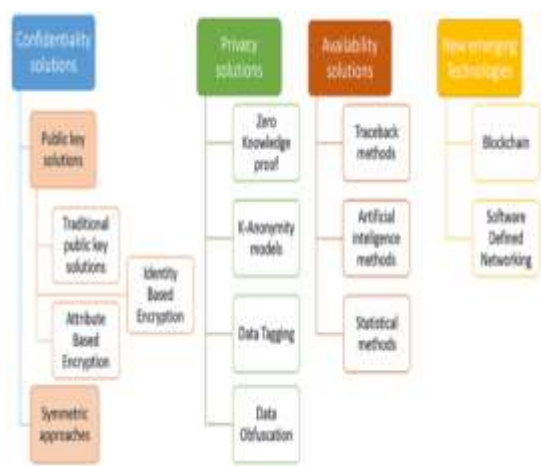 Confidentiality
solutions
Public key
solutions
Traditional
public key
solutions
Identity
Based
Encryption
Attribute
Based
Encryption
Symmetric
approaches
Privacy
solutions
Zero
Knowledge
proof
K-Anonymity
models
Data Tagging
Data
Obfuscation
Availability
solutions
Traceback
methods
Artificial
inteligence
methods
Statistical
methods
New emerging
Technologies
Blockchain
Software
Defined
Networking